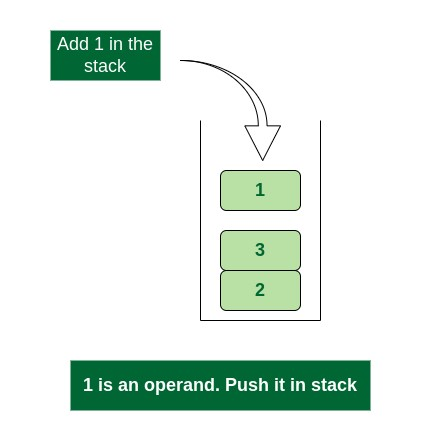 Add 1 in the
stack
1
3
2
1 is an operand. Push it in stack